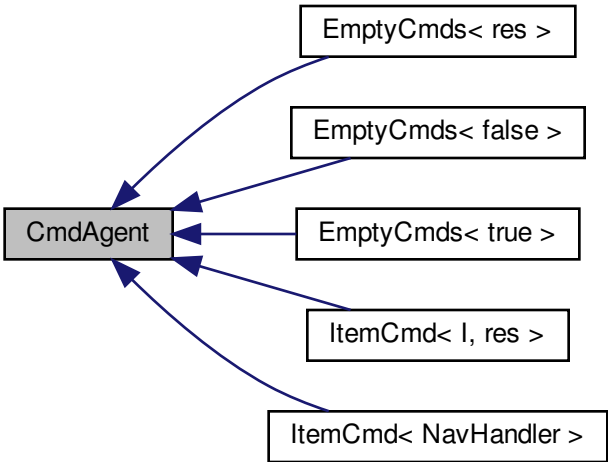 EmptyCmds< res >
EmptyCmds< false >
CmdAgent
EmptyCmds< true >
ItemCmd< I, res >
ItemCmd< NavHandler >